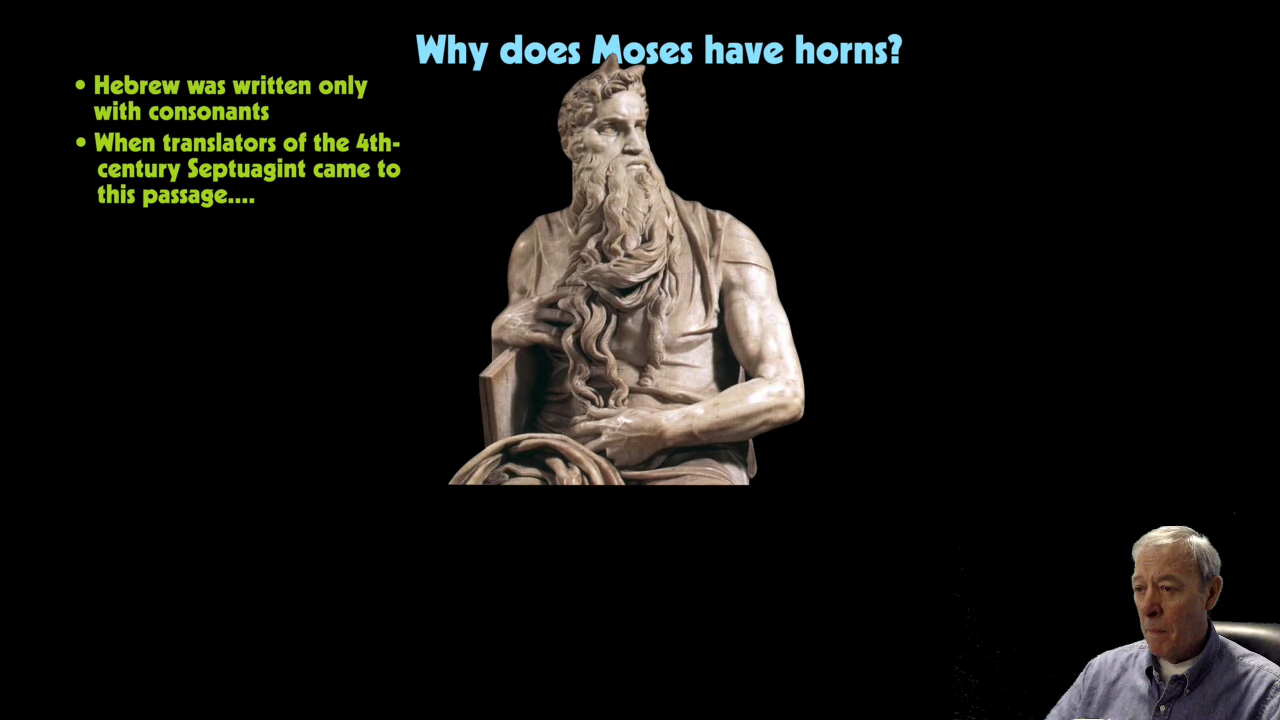 Why does Moses have horns?
• Hebrew was written only
with consonants
• When translators of the 4th-
century Septuagint came to
this passage....